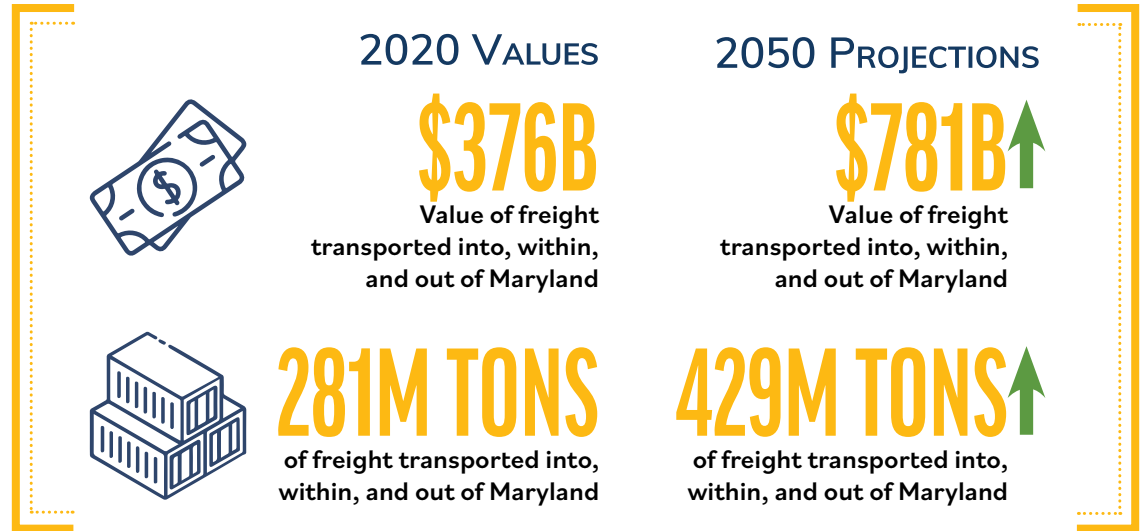 2020 VALUES
2050 PROJECTIONS
$376B
Value of freight
transported into, within,
and out of Maryland
$781B
Value of freight
transported into, within,
and out of Maryland
281M TONS
of freight transported into,
within, and out of Maryland
429M TONS
of freight transported into,
within, and out of Maryland
$